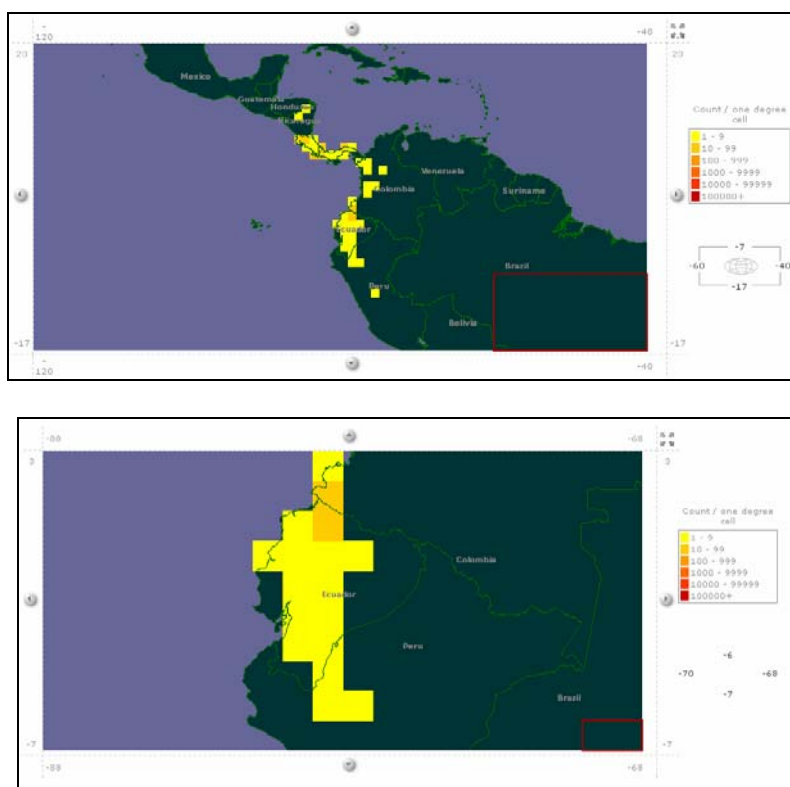 -
120
-40
20
20
Mexico
Guatemala
Honduras
Nicaragua
Venezuela
Colombia
Suriname
Ecuador
Brazil
Peru
Bolivia
-17
-17
-
120
-40
Count / one degree
cell
1 - 9
10 - 99
100 - 999
1000 - 9999
10000 - 99999
100000+
-7
-60
-40
-17
-88
-68
3
3
Colombia
Ecuador
Peru
Brazil
-7
-7
-88
-68
Count / one degree
cell
1 - 9
10 - 99
100 - 999
1000 - 9999
10000 - 99999
100000+
-6
-70
-68
-7